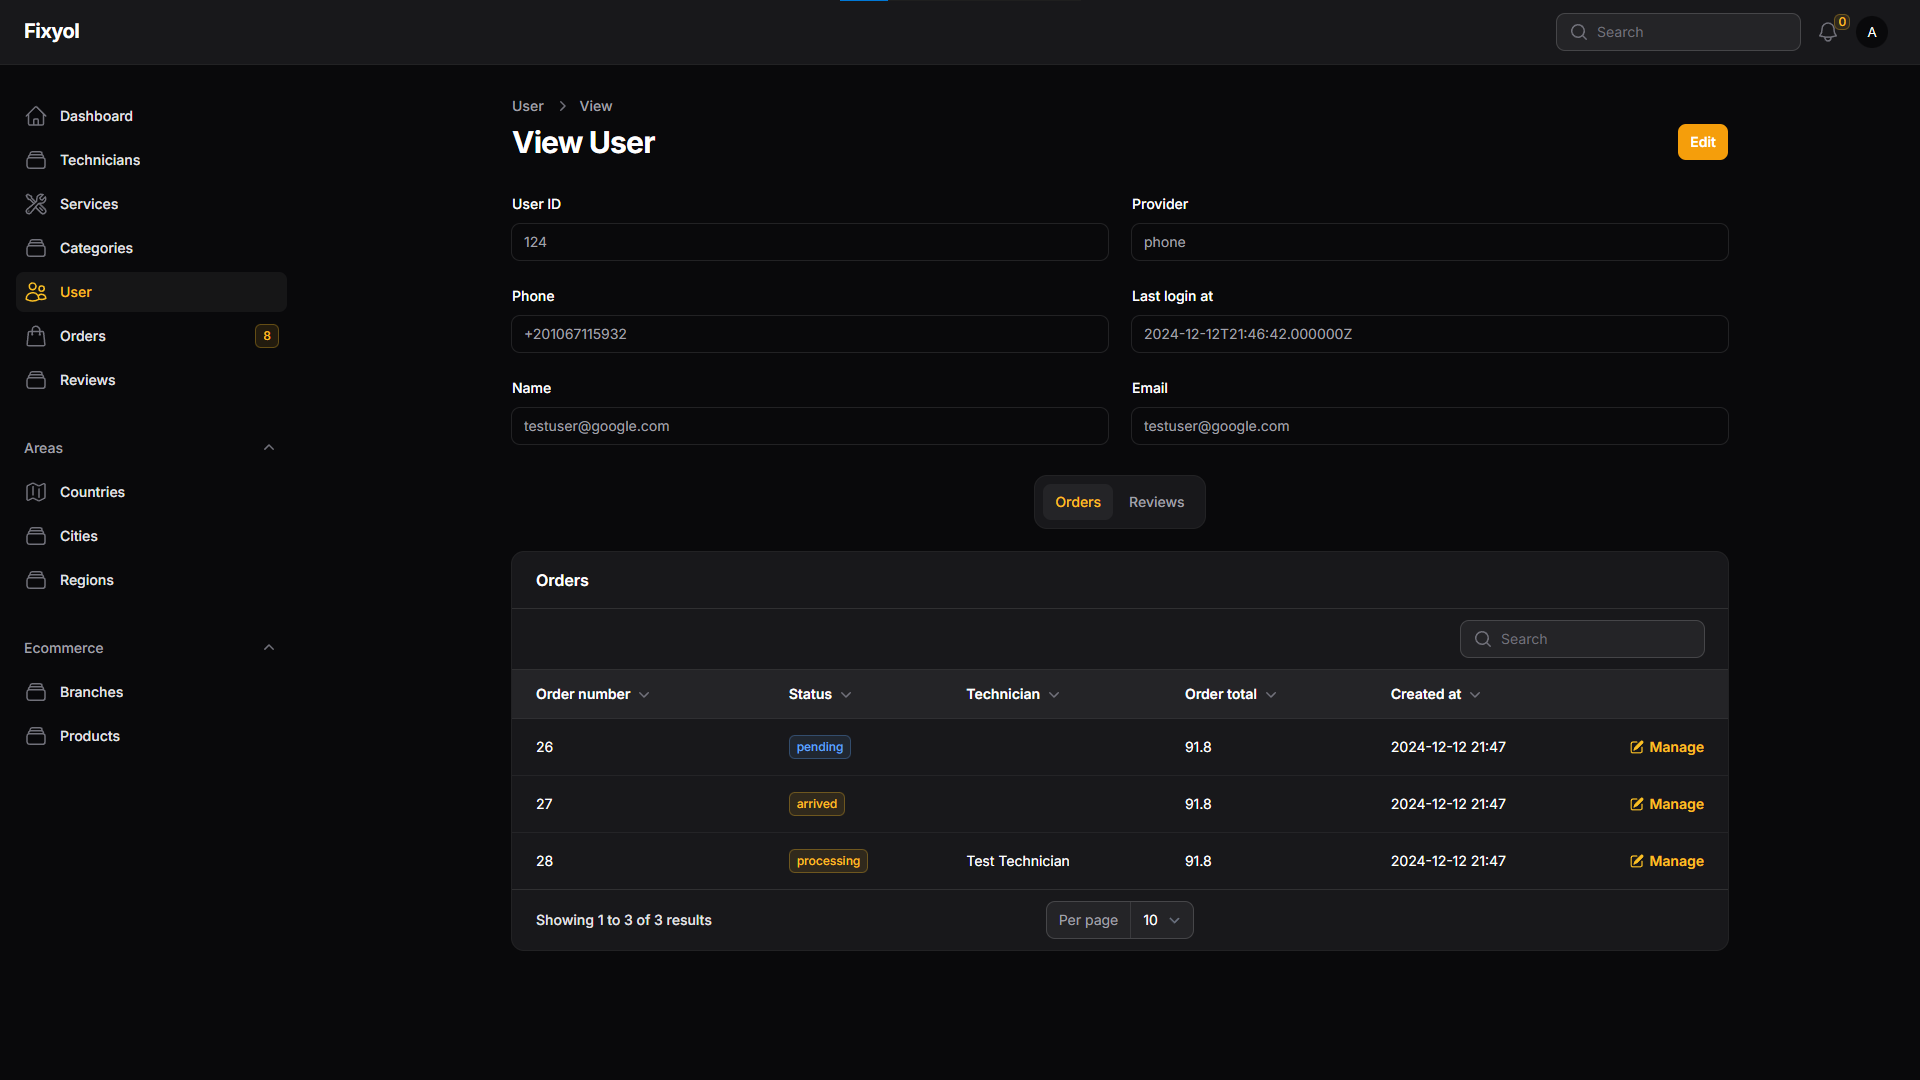 Fixyol
Search
0
A
Dashboard
Technicians
Services
Categories
User
Orders
8
Reviews
Areas
Countries
Cities
Regions
Ecommerce
Branches
Products
User > View
View User
Edit
User ID
124
Provider
phone
Phone
+201067115932
Last login at
2024-12-12T21:46:42.000000Z
Name
testuser@google.com
Email
testuser@google.com
Orders Reviews
Orders
Search
Order number Status Technician Order total Created at
26 pending 91.8 2024-12-12 21:47 Manage
27 arrived 91.8 2024-12-12 21:47 Manage
28 processing Test Technician 91.8 2024-12-12 21:47 Manage
Showing 1 to 3 of 3 results
Per page 10